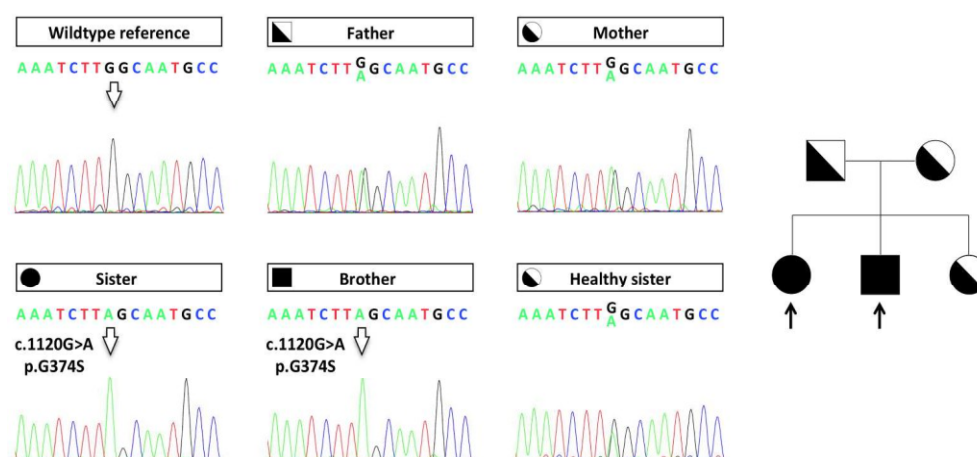 Wildtype reference
AAATCTTGGCAATGCC
Father
AAATCTTGGCAATGCC
A
Mother
AAATCTTGGCAATGCC
A
Sister
AAATCTTAGCAATGCC
c.1120G>A
p.G374S
Brother
AAATCTTAGCAATGCC
c.1120G>A
p.G374S
Healthy sister
AAATCTTGGCAATGCC
A